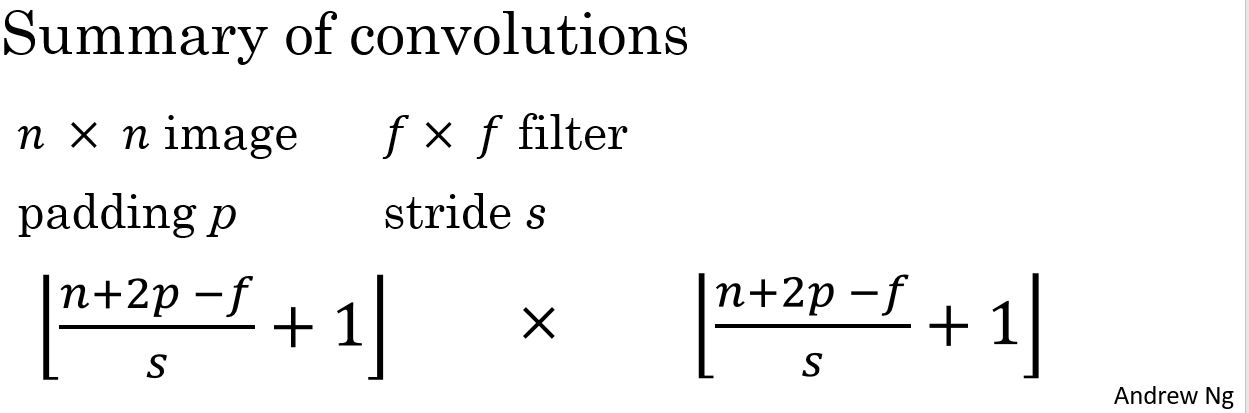 Summary of convolutions
n × n image f × f filter
padding p stride s
⌊(n+2p −f)/s + 1⌋ × ⌊(n+2p −f)/s + 1⌋
Andrew Ng